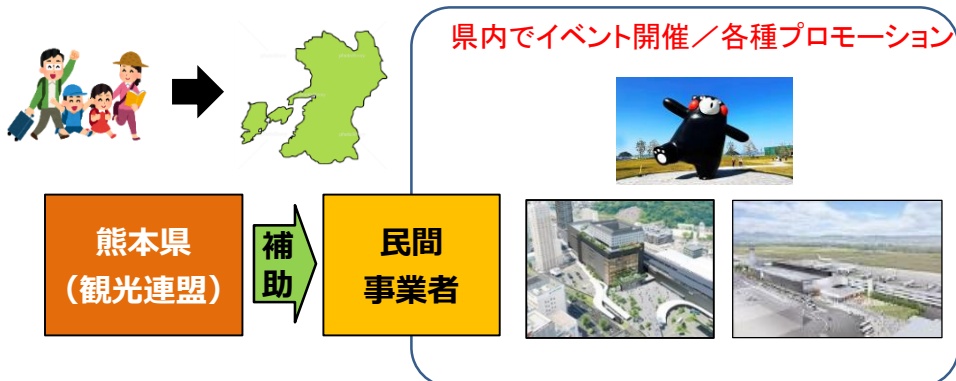 県内でイベント開催／各種プロモーション
熊本県
（観光連盟）
補
助
民間
事業者